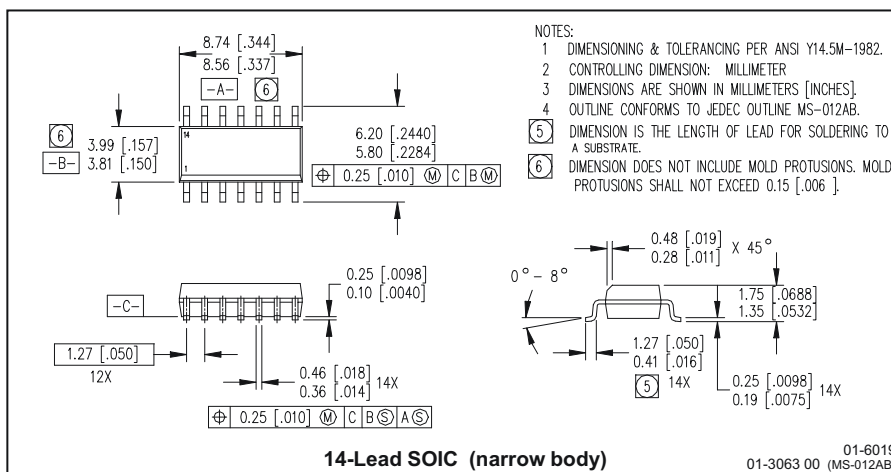 8.74 [.344]
8.56 [.337]
-A- 6
14
1
6 3.99 [.157]
-B- 3.81 [.150]
6.20 [.2440]
5.80 [.2284]
⌖ 0.25 [.010] Ⓜ C B Ⓜ
NOTES:
1 DIMENSIONING & TOLERANCING PER ANSI Y14.5M-1982.
2 CONTROLLING DIMENSION: MILLIMETER
3 DIMENSIONS ARE SHOWN IN MILLIMETERS [INCHES].
4 OUTLINE CONFORMS TO JEDEC OUTLINE MS-012AB.
5 DIMENSION IS THE LENGTH OF LEAD FOR SOLDERING TO
A SUBSTRATE.
6 DIMENSION DOES NOT INCLUDE MOLD PROTUSIONS. MOLD
PROTUSIONS SHALL NOT EXCEED 0.15 [.006 ].
-C-
0.25 [.0098]
0.10 [.0040]
1.27 [.050]
12X
0.46 [.018]
0.36 [.014] 14X
⌖ 0.25 [.010] Ⓜ C B Ⓢ A Ⓢ
0.48 [.019]
0.28 [.011] X 45°
0° - 8°
1.75 [.0688]
1.35 [.0532]
1.27 [.050]
0.41 [.016]
5 14X
0.25 [.0098]
0.19 [.0075] 14X
14-Lead SOIC (narrow body)
01-6019
01-3063 00 (MS-012AB